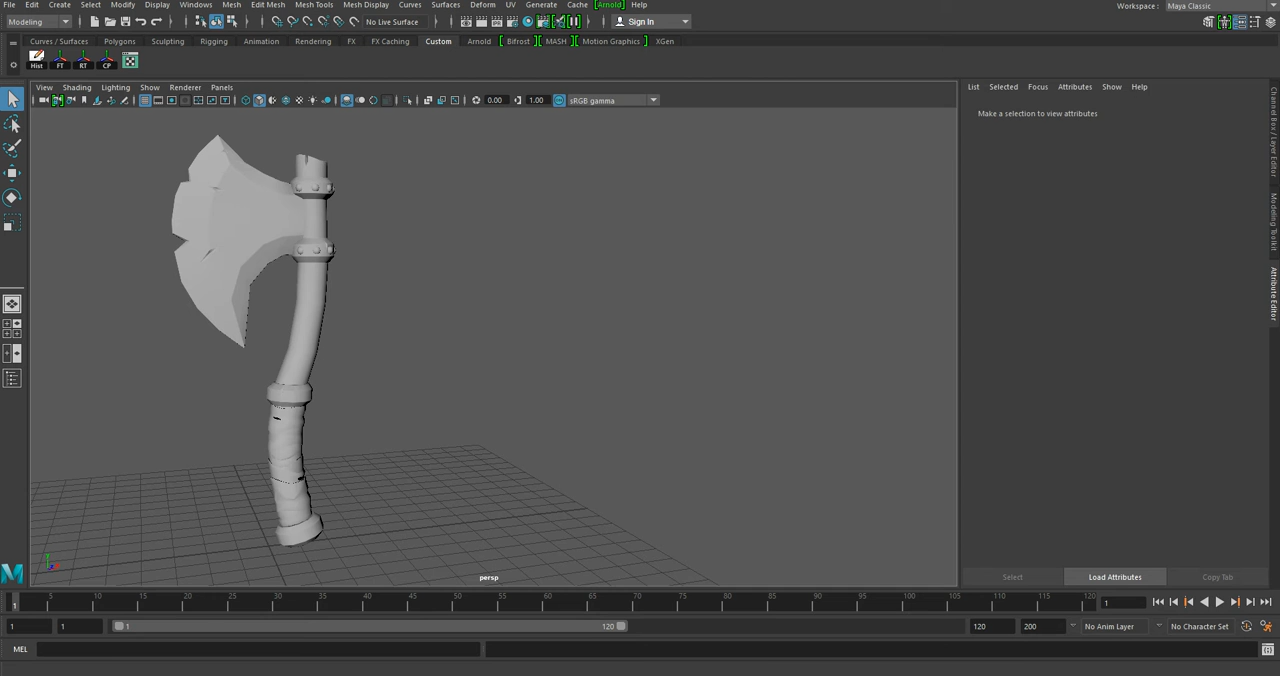 File Edit Create Select Modify Display Windows Mesh Edit Mesh Mesh Tools Mesh Display Curves Surfaces Deform UV Generate Cache [Arnold] Help Workspace : Maya Classic
Modeling No Live Surface Sign In
Curves / Surfaces Polygons Sculpting Rigging Animation Rendering FX FX Caching Custom Arnold Bifrost MASH Motion Graphics XGen
Hist FT RT CP
View Shading Lighting Show Renderer Panels
0.00 1.00 sRGB gamma
List Selected Focus Attributes Show Help
Make a selection to view attributes
Channel Box / Layer Editor
Modeling Toolkit
Attribute Editor
persp
Select Load Attributes Copy Tab
1 5 10 15 20 25 30 35 40 45 50 55 60 65 70 75 80 85 90 95 100 105 110 115 120 1
1 1 1 120 120 200 No Anim Layer No Character Set
MEL